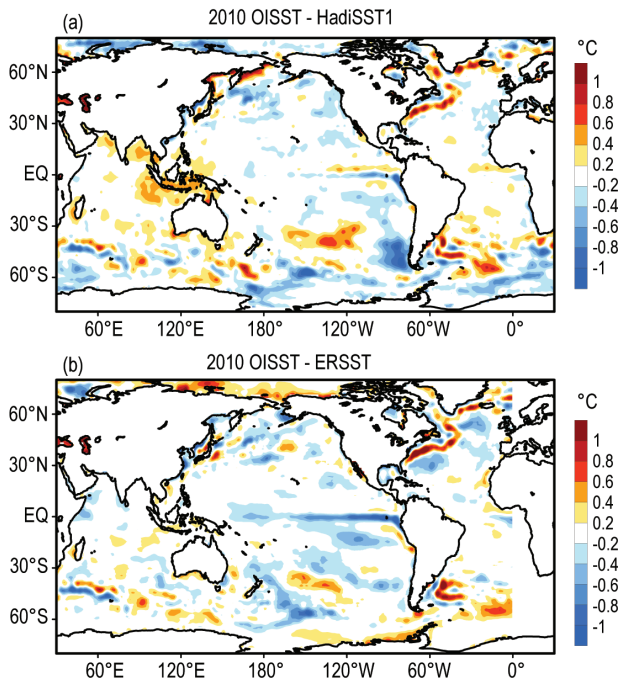 (a) 2010 OISST - HadiSST1
°C
60°N
30°N
EQ
30°S
60°S
1
0.8
0.6
0.4
0.2
-0.2
-0.4
-0.6
-0.8
-1
60°E 120°E 180 120°W 60°W 0°
(b) 2010 OISST - ERSST
°C
60°N
30°N
EQ
30°S
60°S
1
0.8
0.6
0.4
0.2
-0.2
-0.4
-0.6
-0.8
-1
60°E 120°E 180 120°W 60°W 0°